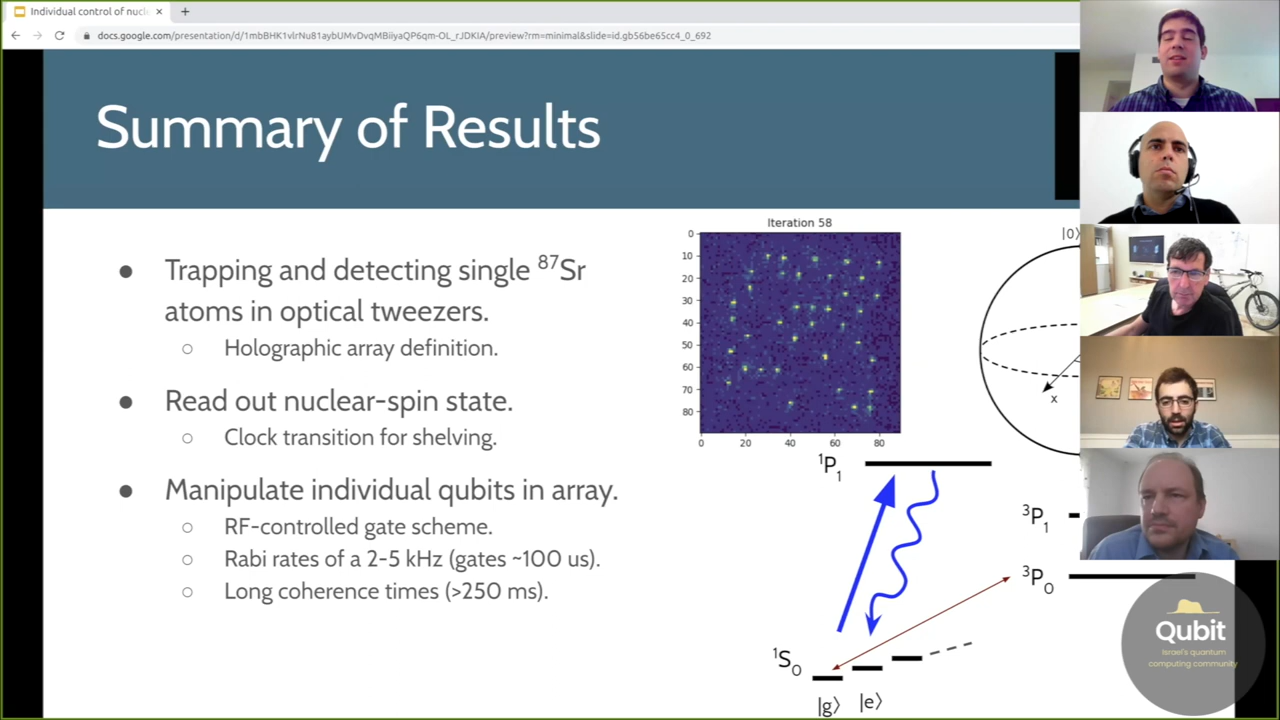 Individual control of nucl
docs.google.com/presentation/d/1mbBHK1vlrNu81aybUMvDvqMBiiyaQP6qm-OL_rJDKIA/preview?rm=minimal&slide=id.gb56be65cc4_0_692
Summary of Results
Trapping and detecting single ⁸⁷Sr
atoms in optical tweezers.
Holographic array definition.
Read out nuclear-spin state.
Clock transition for shelving.
Manipulate individual qubits in array.
RF-controlled gate scheme.
Rabi rates of a 2-5 kHz (gates ~100 us).
Long coherence times (>250 ms).
Iteration 58
0
10
20
30
40
50
60
70
80
0 20 40 60 80
|0⟩
x
¹P₁
³P₁
³P₀
¹S₀
|g⟩ |e⟩
Qubit
Israel's quantum
computing community